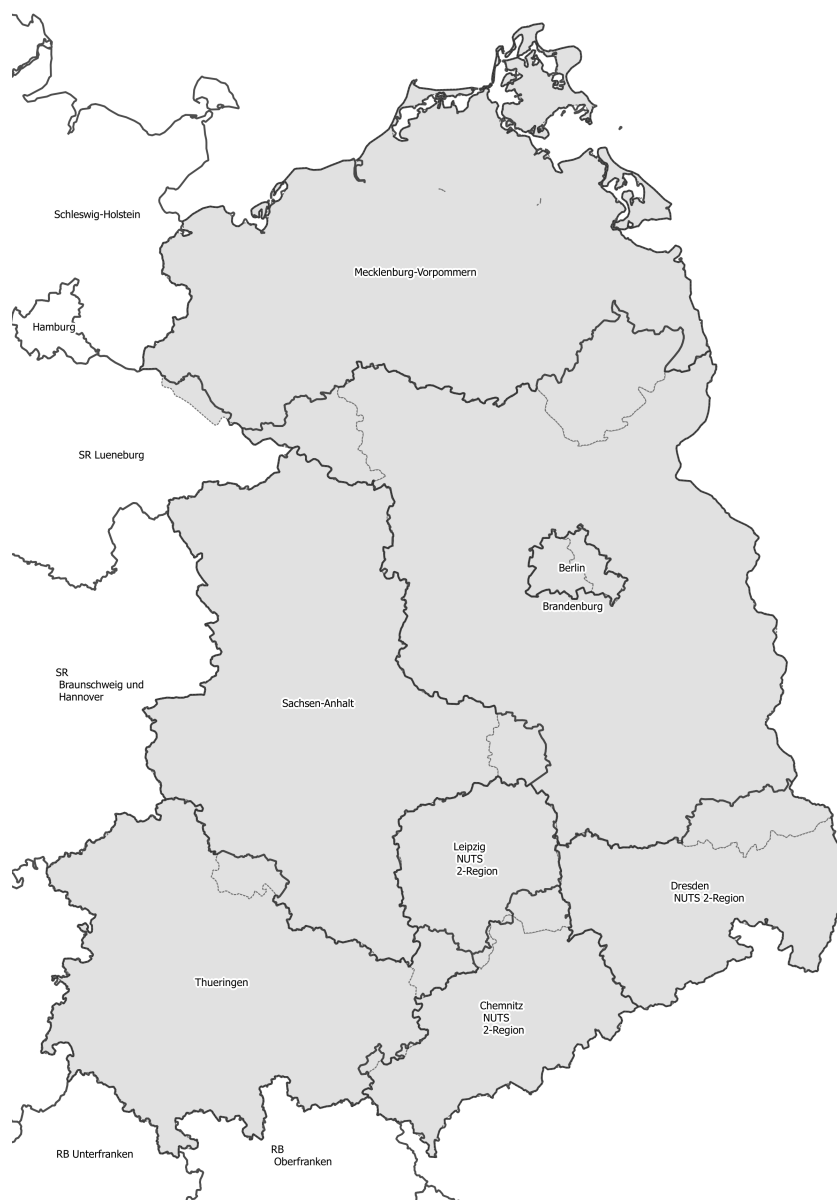 Schleswig-Holstein
Mecklenburg-Vorpommern
Hamburg
SR Lueneburg
Berlin
Brandenburg
SR
Braunschweig und
Hannover
Sachsen-Anhalt
Leipzig
NUTS
2-Region
Dresden
NUTS 2-Region
Thueringen
Chemnitz
NUTS
2-Region
RB Unterfranken
RB
Oberfranken